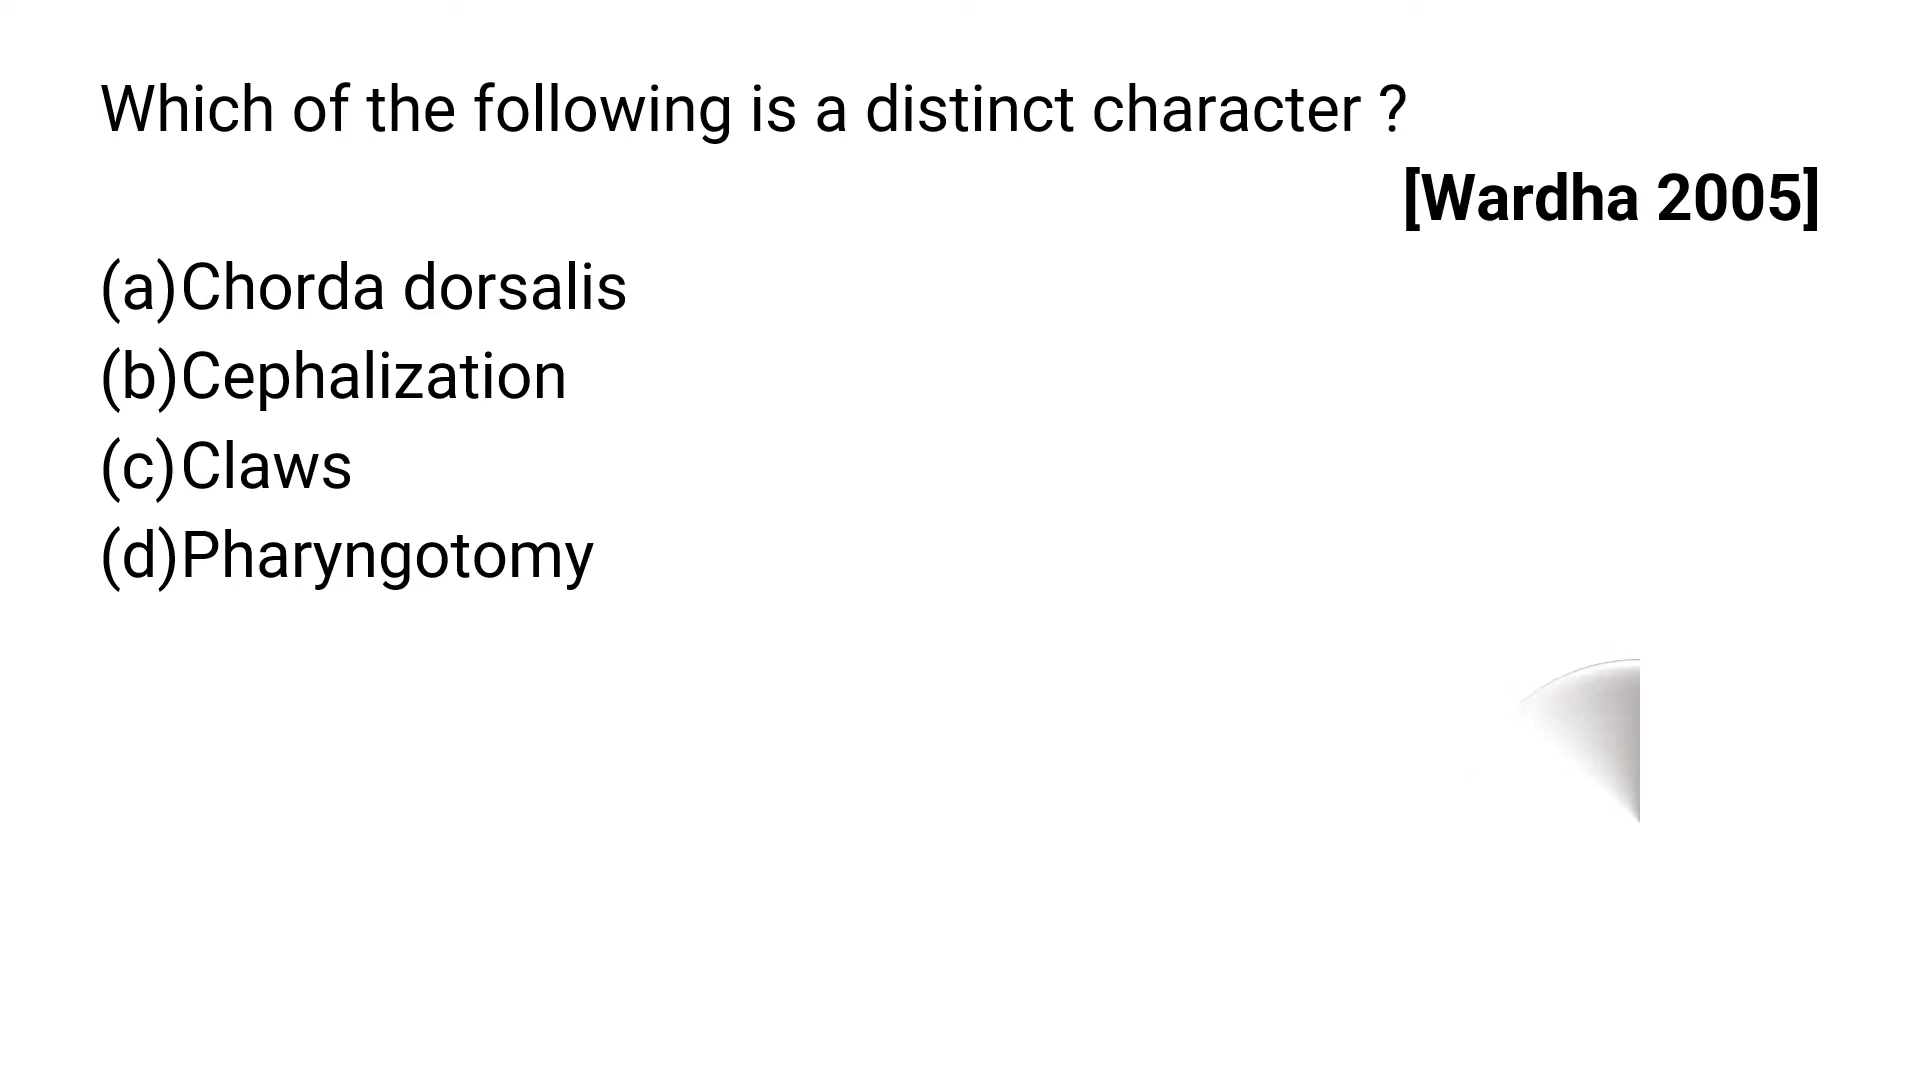 Which of the following is a distinct character ?
[Wardha 2005]
(a)Chorda dorsalis
(b)Cephalization
(c)Claws
(d)Pharyngotomy